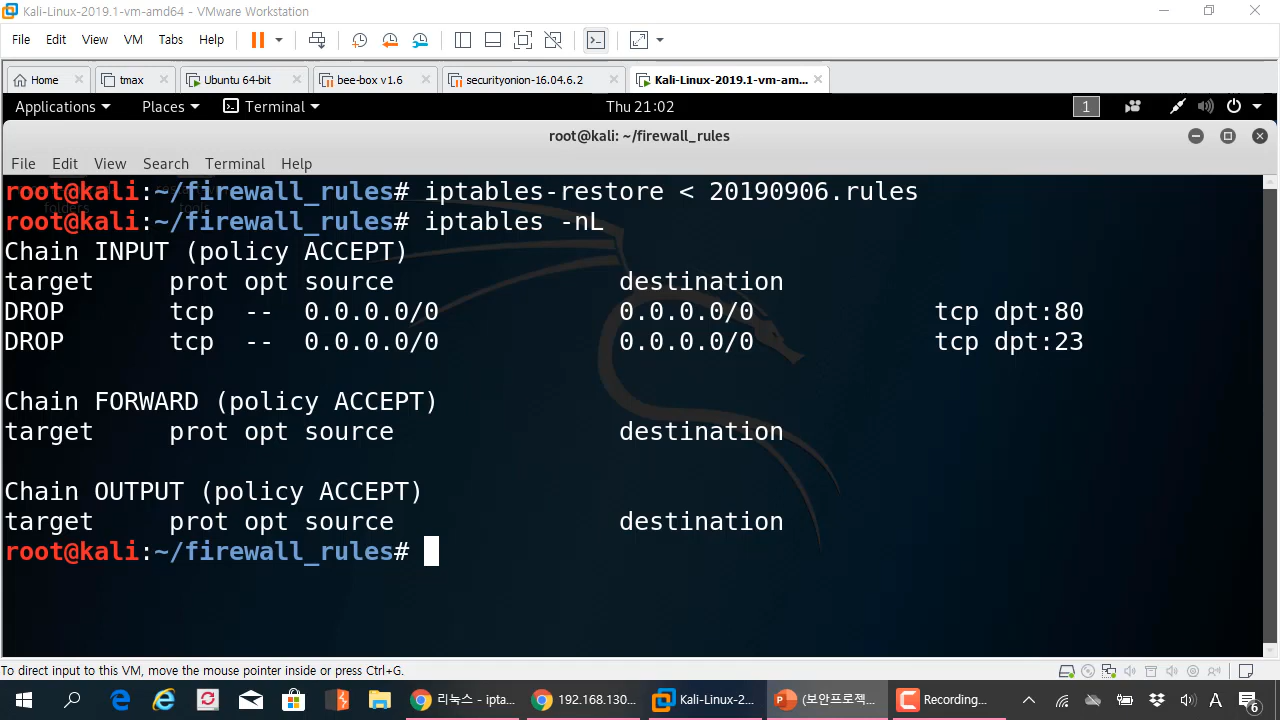 Kali-Linux-2019.1-vm-amd64 - VMware Workstation
File Edit View VM Tabs Help
Home tmax Ubuntu 64-bit bee-box v1.6 securityonion-16.04.6.2 Kali-Linux-2019.1-vm-am...
Applications Places Terminal Thu 21:02 1
root@kali: ~/firewall_rules
File Edit View Search Terminal Help
root@kali:~/firewall_rules# iptables-restore < 20190906.rules
root@kali:~/firewall_rules# iptables -nL
Chain INPUT (policy ACCEPT)
target prot opt source destination
DROP tcp -- 0.0.0.0/0 0.0.0.0/0 tcp dpt:80
DROP tcp -- 0.0.0.0/0 0.0.0.0/0 tcp dpt:23
Chain FORWARD (policy ACCEPT)
target prot opt source destination
Chain OUTPUT (policy ACCEPT)
target prot opt source destination
root@kali:~/firewall_rules#
To direct input to this VM, move the mouse pointer inside or press Ctrl+G.
리눅스 - ipta... 192.168.130... Kali-Linux-2... (보안프로젝... Recording... A 6